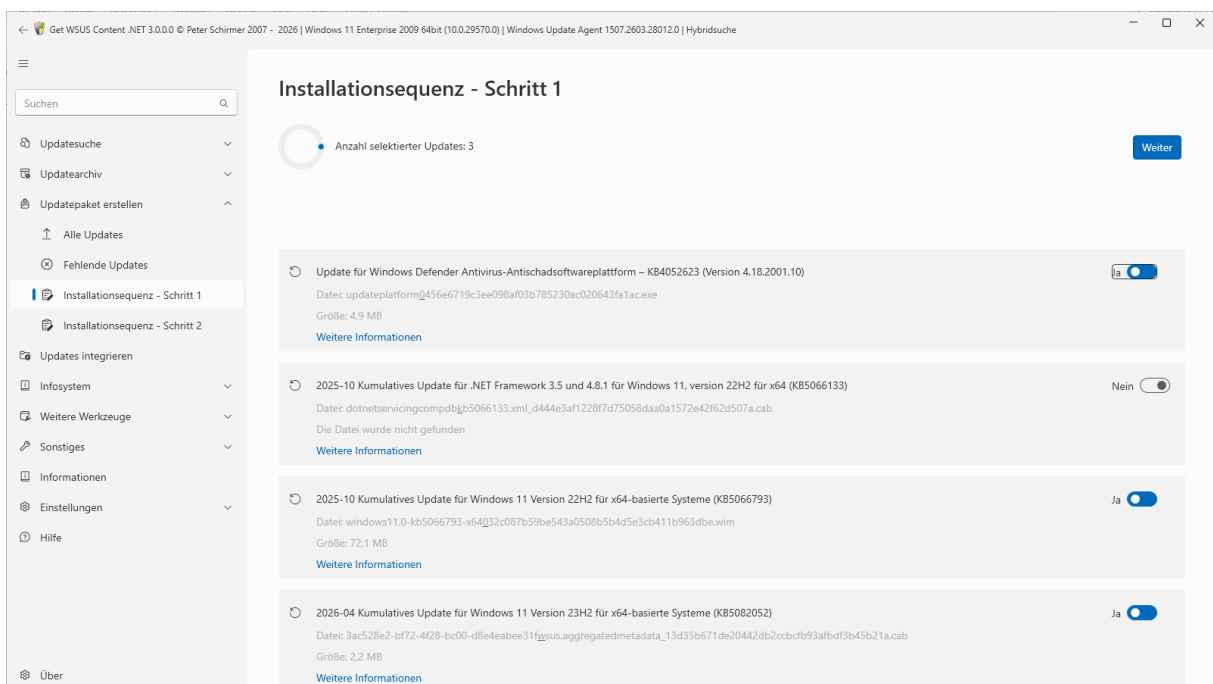 Get WSUS Content .NET 3.0.0.0 © Peter Schirmer 2007 - 2026 | Windows 11 Enterprise 2009 64bit (10.0.29570.0) | Windows Update Agent 1507.2603.28012.0 | Hybridsuche
Suchen
Updatesuche
Updatearchiv
Updatepaket erstellen
Alle Updates
Fehlende Updates
Installationsequenz - Schritt 1
Installationsequenz - Schritt 2
Updates integrieren
Infosystem
Weitere Werkzeuge
Sonstiges
Informationen
Einstellungen
Hilfe
Über
Installationsequenz - Schritt 1
Anzahl selektierter Updates: 3
Weiter
Update für Windows Defender Antivirus-Antischadsoftwareplattform – KB4052623 (Version 4.18.2001.10)
Ja
Datei: updateplatform0456e6719c3ee098af03b785230ac020643fa1ac.exe
Größe: 4,9 MB
Weitere Informationen
2025-10 Kumulatives Update für .NET Framework 3.5 und 4.8.1 für Windows 11, version 22H2 für x64 (KB5066133)
Nein
Datei: dotnetservicingcompdbkb5066133.xml_d444e3af1228f7d75058daa0a1572e42f62d507a.cab
Die Datei wurde nicht gefunden
Weitere Informationen
2025-10 Kumulatives Update für Windows 11 Version 22H2 für x64-basierte Systeme (KB5066793)
Ja
Datei: windows11.0-kb5066793-x64032c087b59be543a0508b5b4d5e3cb411b963dbe.wim
Größe: 72,1 MB
Weitere Informationen
2026-04 Kumulatives Update für Windows 11 Version 23H2 für x64-basierte Systeme (KB5082052)
Ja
Datei: 3ac528e2-bf72-4f28-bc00-d8e4eabee31fwsus.aggregatedmetadata_13d35b671de20442db2ccbcfb93afbdf3b45b21a.cab
Größe: 2,2 MB
Weitere Informationen